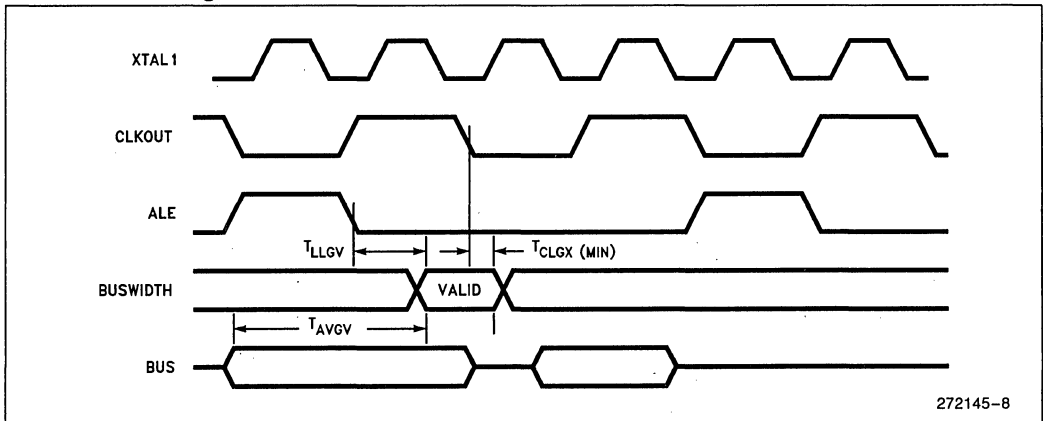 XTAL1
CLKOUT
ALE
TLLGV
TCLGX (MIN)
BUSWIDTH
VALID
TAVGV
BUS
272145-8